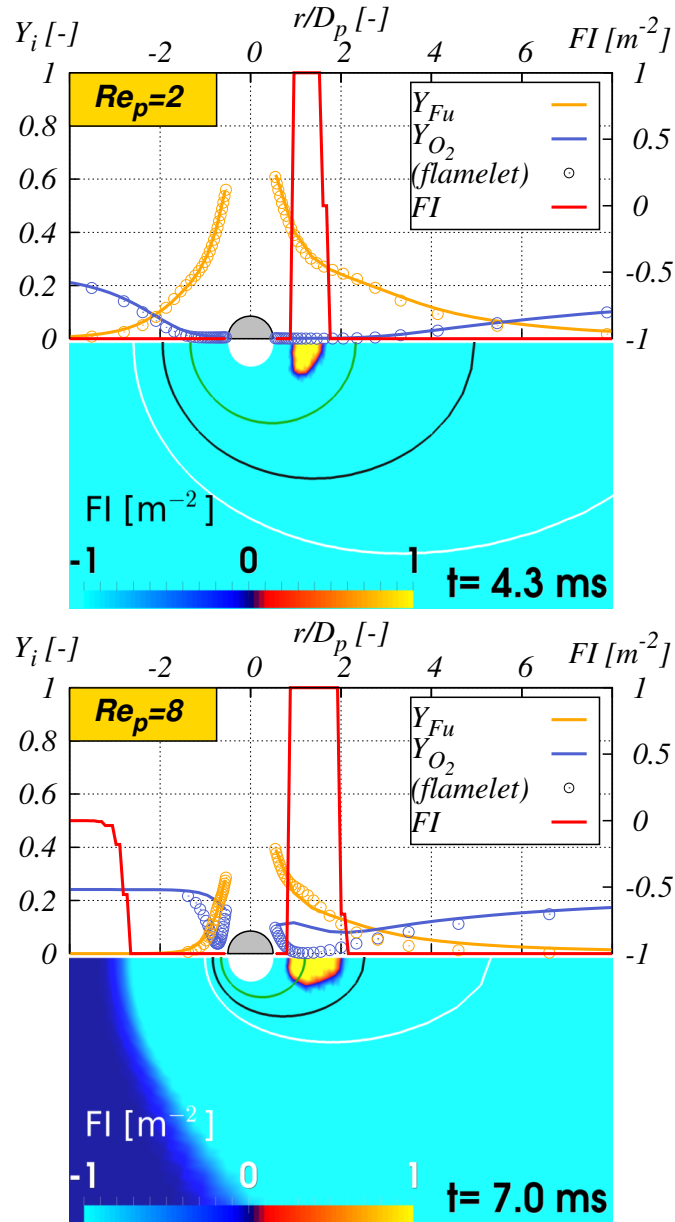 Y_i [-] r/D_p [-] FI [m^-2]
-2 0 2 4 6 8
1 1
Re_p=2
Y_Fu
0.8 0.5
Y_O_2
(flamelet)
0.6 0
FI
0.4 -0.5
0.2
0 -1
FI [m^-2]
-1 0 1
t= 4.3 ms
Y_i [-] r/D_p [-] FI [m^-2]
-2 0 2 4 6 8
1 1
Re_p=8
Y_Fu
0.8 0.5
Y_O_2
(flamelet)
0.6 0
FI
0.4 -0.5
0.2
0 -1
FI [m^-2]
-1 0 1
t= 7.0 ms